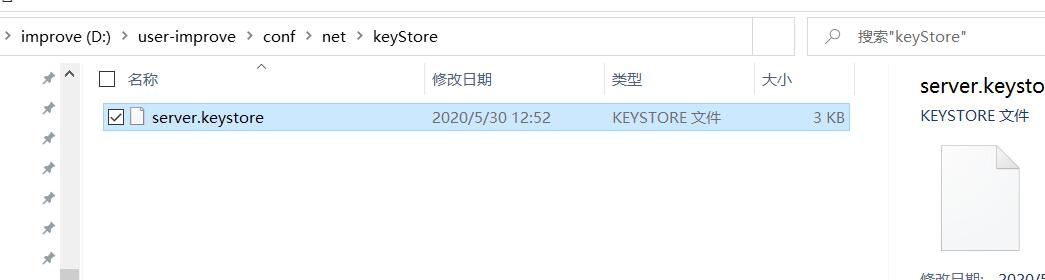 improve (D:) > user-improve > conf > net > keyStore
搜索"keyStore"
名称 修改日期 类型 大小
server.keystore 2020/5/30 12:52 KEYSTORE 文件 3 KB
server.keysto
KEYSTORE 文件
修改日期: 2020/5